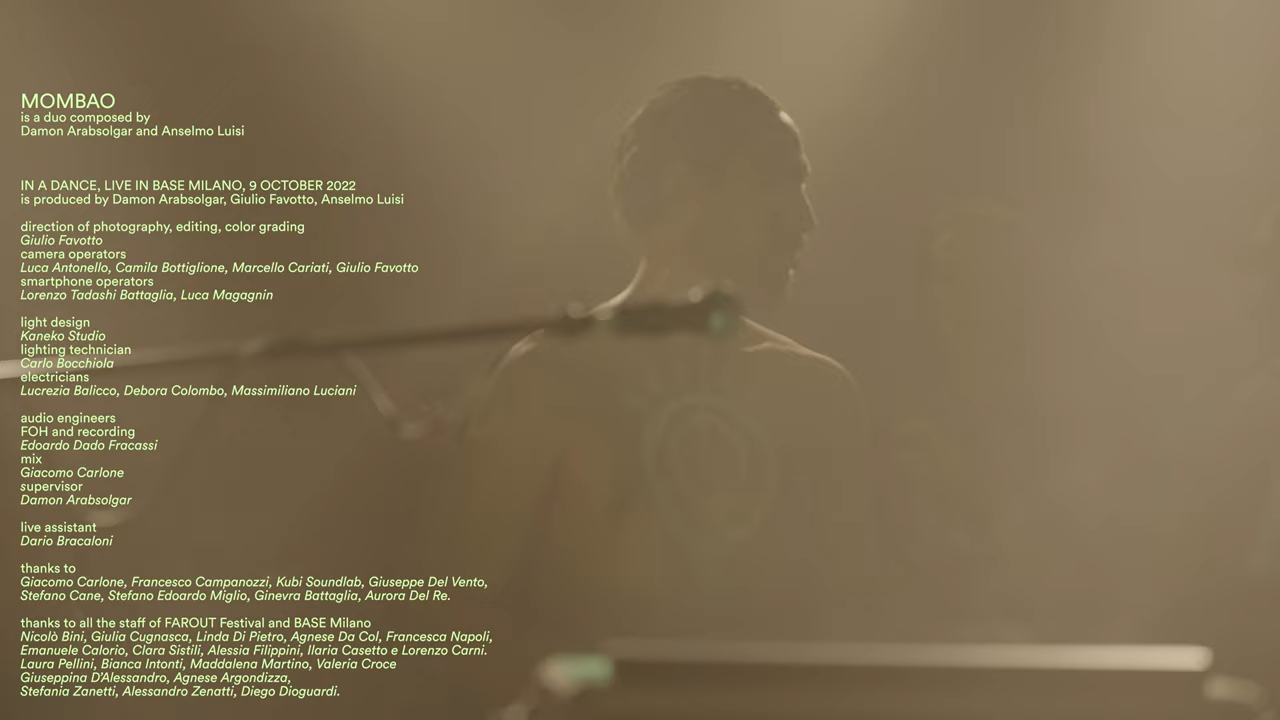 MOMBAO
is a duo composed by
Damon Arabsolgar and Anselmo Luisi
IN A DANCE, LIVE IN BASE MILANO, 9 OCTOBER 2022
is produced by Damon Arabsolgar, Giulio Favotto, Anselmo Luisi
direction of photography, editing, color grading
Giulio Favotto
camera operators
Luca Antonello, Camila Bottiglione, Marcello Cariati, Giulio Favotto
smartphone operators
Lorenzo Tadashi Battaglia, Luca Magagnin
light design
Kaneko Studio
lighting technician
Carlo Bocchiola
electricians
Lucrezia Balicco, Debora Colombo, Massimiliano Luciani
audio engineers
FOH and recording
Edoardo Dado Fracassi
mix
Giacomo Carlone
supervisor
Damon Arabsolgar
live assistant
Dario Bracaloni
thanks to
Giacomo Carlone, Francesco Campanozzi, Kubi Soundlab, Giuseppe Del Vento,
Stefano Cane, Stefano Edoardo Miglio, Ginevra Battaglia, Aurora Del Re.
thanks to all the staff of FAROUT Festival and BASE Milano
Nicolò Bini, Giulia Cugnasca, Linda Di Pietro, Agnese Da Col, Francesca Napoli,
Emanuele Calorio, Clara Sistili, Alessia Filippini, Ilaria Casetto e Lorenzo Carni.
Laura Pellini, Bianca Intonti, Maddalena Martino, Valeria Croce
Giuseppina D'Alessandro, Agnese Argondizza,
Stefania Zanetti, Alessandro Zenatti, Diego Dioguardi.